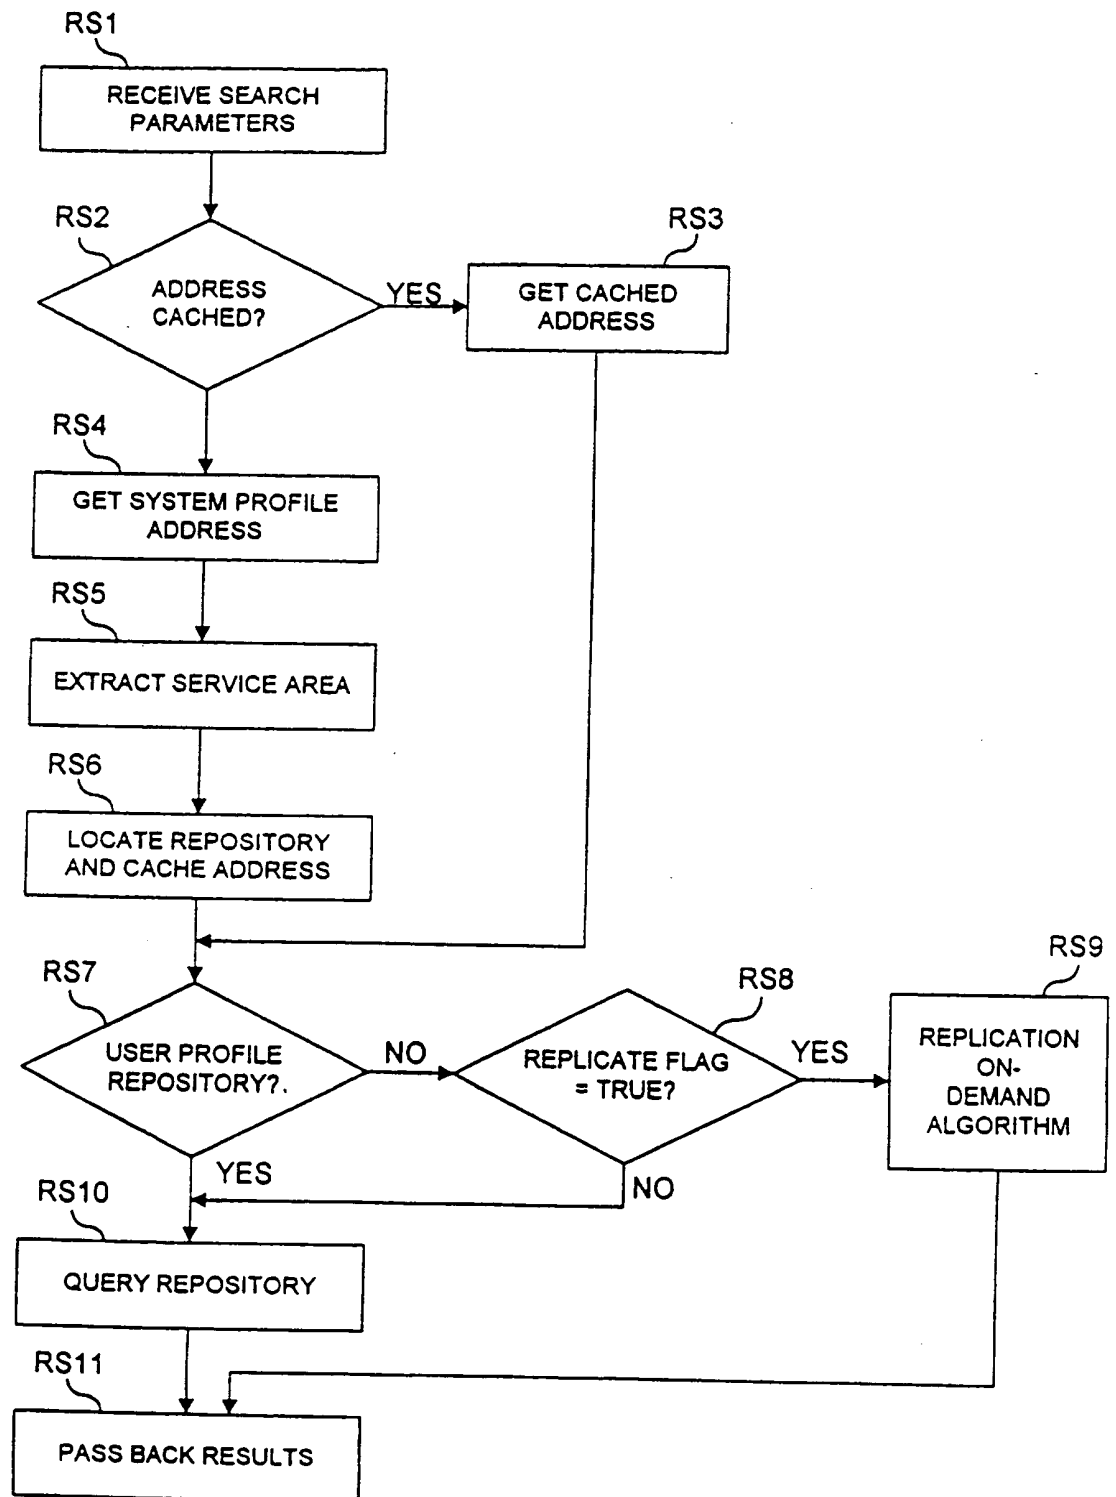 RS1
RECEIVE SEARCH
PARAMETERS
RS2
ADDRESS
CACHED?
YES
RS3
GET CACHED
ADDRESS
RS4
GET SYSTEM PROFILE
ADDRESS
RS5
EXTRACT SERVICE AREA
RS6
LOCATE REPOSITORY
AND CACHE ADDRESS
RS7
USER PROFILE
REPOSITORY?.
NO
RS8
REPLICATE FLAG
= TRUE?
YES
RS9
REPLICATION
ON-
DEMAND
ALGORITHM
YES
NO
RS10
QUERY REPOSITORY
RS11
PASS BACK RESULTS